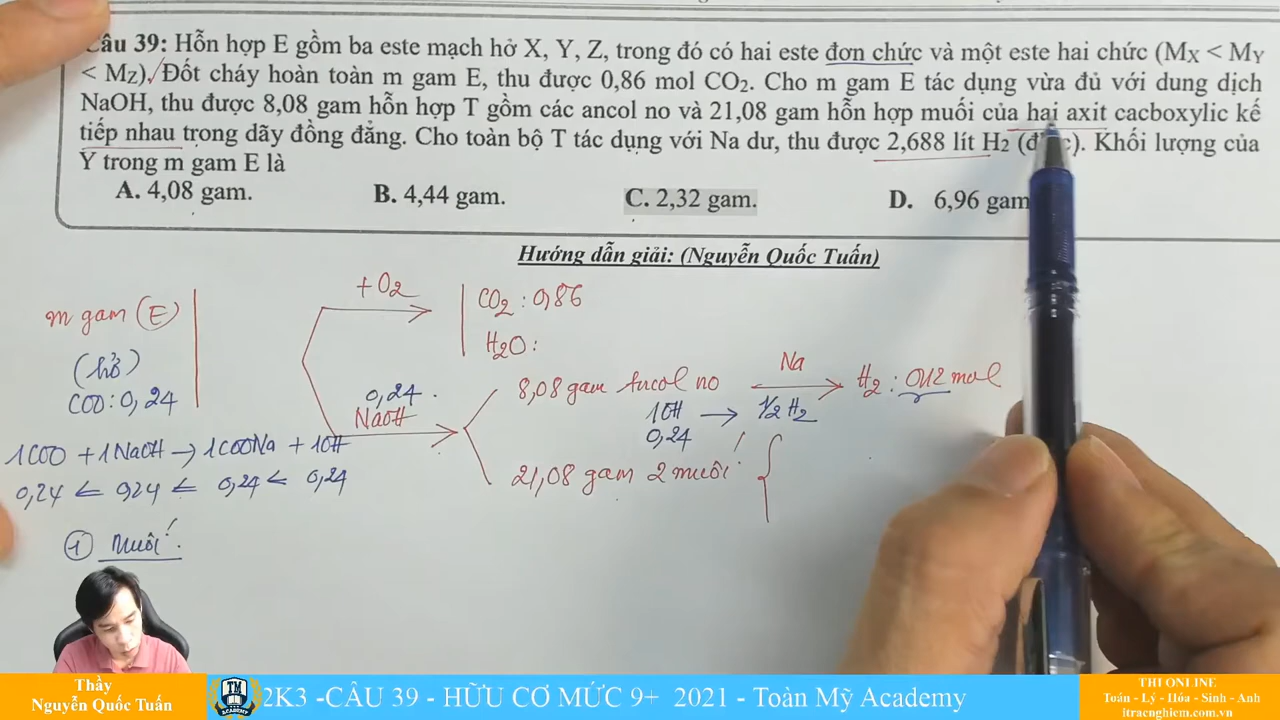 Câu 39: Hỗn hợp E gồm ba este mạch hở X, Y, Z, trong đó có hai este đơn chức và một este hai chức (MX < MY
< MZ). Đốt cháy hoàn toàn m gam E, thu được 0,86 mol CO2. Cho m gam E tác dụng vừa đủ với dung dịch
NaOH, thu được 8,08 gam hỗn hợp T gồm các ancol no và 21,08 gam hỗn hợp muối của hai axit cacboxylic kế
tiếp nhau trong dãy đồng đẳng. Cho toàn bộ T tác dụng với Na dư, thu được 2,688 lít H2 (đ c). Khối lượng của
Y trong m gam E là
A. 4,08 gam. B. 4,44 gam. C. 2,32 gam. D. 6,96 gam
Hướng dẫn giải: (Nguyễn Quốc Tuấn)
+ O2
m gam (E)
(hở)
COO: 0,24
CO2 : 0,86
H2O :
0,24
NaOH
8,08 gam Ancol no
Na
H2 : 0,12 mol
1OH → 1/2 H2
0,24
21,08 gam 2 muối
1COO + 1NaOH → 1COONa + 1OH
0,24 ← 0,24 ← 0,24 ← 0,24
① Muối:
Thầy
Nguyễn Quốc Tuấn
TM
ACADEMY
2K3 -CÂU 39 - HỮU CƠ MỨC 9+ 2021 - Toàn Mỹ Academy
THI ONLINE
Toán - Lý - Hóa - Sinh - Anh
itracnghiem.com.vn